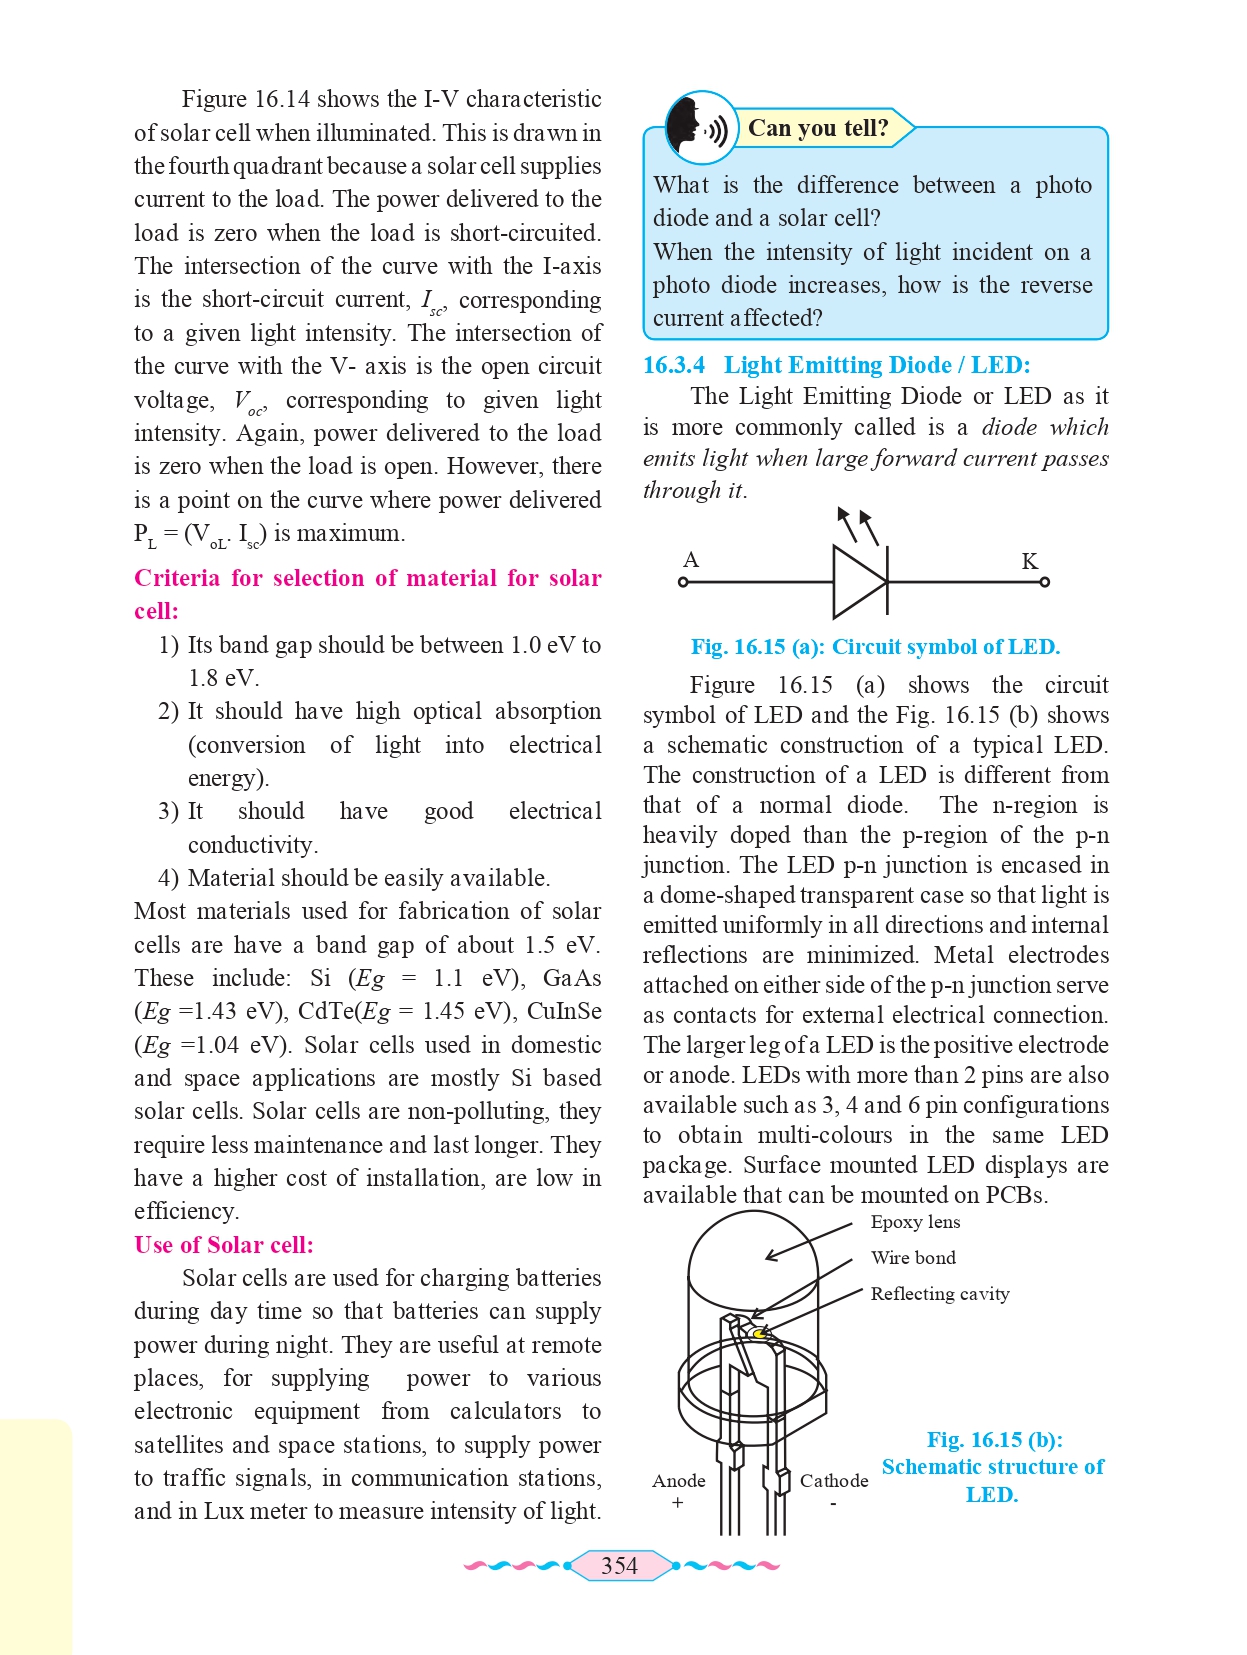 Figure 16.14 shows the I-V characteristic
of solar cell when illuminated. This is drawn in
the fourth quadrant because a solar cell supplies
current to the load. The power delivered to the
load is zero when the load is short-circuited.
The intersection of the curve with the I-axis
is the short-circuit current, Isc, corresponding
to a given light intensity. The intersection of
the curve with the V- axis is the open circuit
voltage, Voc, corresponding to given light
intensity. Again, power delivered to the load
is zero when the load is open. However, there
is a point on the curve where power delivered
PL = (VoL. Isc) is maximum.
Criteria for selection of material for solar
cell:
1) Its band gap should be between 1.0 eV to
1.8 eV.
2) It should have high optical absorption
(conversion of light into electrical
energy).
3) It should have good electrical
conductivity.
4) Material should be easily available.
Most materials used for fabrication of solar
cells are have a band gap of about 1.5 eV.
These include: Si (Eg = 1.1 eV), GaAs
(Eg =1.43 eV), CdTe(Eg = 1.45 eV), CuInSe
(Eg =1.04 eV). Solar cells used in domestic
and space applications are mostly Si based
solar cells. Solar cells are non-polluting, they
require less maintenance and last longer. They
have a higher cost of installation, are low in
efficiency.
Use of Solar cell:
Solar cells are used for charging batteries
during day time so that batteries can supply
power during night. They are useful at remote
places, for supplying power to various
electronic equipment from calculators to
satellites and space stations, to supply power
to traffic signals, in communication stations,
and in Lux meter to measure intensity of light.
Can you tell?
What is the difference between a photo
diode and a solar cell?
When the intensity of light incident on a
photo diode increases, how is the reverse
current affected?
16.3.4 Light Emitting Diode / LED:
The Light Emitting Diode or LED as it
is more commonly called is a diode which
emits light when large forward current passes
through it.
A K
Fig. 16.15 (a): Circuit symbol of LED.
Figure 16.15 (a) shows the circuit
symbol of LED and the Fig. 16.15 (b) shows
a schematic construction of a typical LED.
The construction of a LED is different from
that of a normal diode. The n-region is
heavily doped than the p-region of the p-n
junction. The LED p-n junction is encased in
a dome-shaped transparent case so that light is
emitted uniformly in all directions and internal
reflections are minimized. Metal electrodes
attached on either side of the p-n junction serve
as contacts for external electrical connection.
The larger leg of a LED is the positive electrode
or anode. LEDs with more than 2 pins are also
available such as 3, 4 and 6 pin configurations
to obtain multi-colours in the same LED
package. Surface mounted LED displays are
available that can be mounted on PCBs.
Epoxy lens
Wire bond
Reflecting cavity
Anode
+
Cathode
-
Fig. 16.15 (b):
Schematic structure of
LED.
354